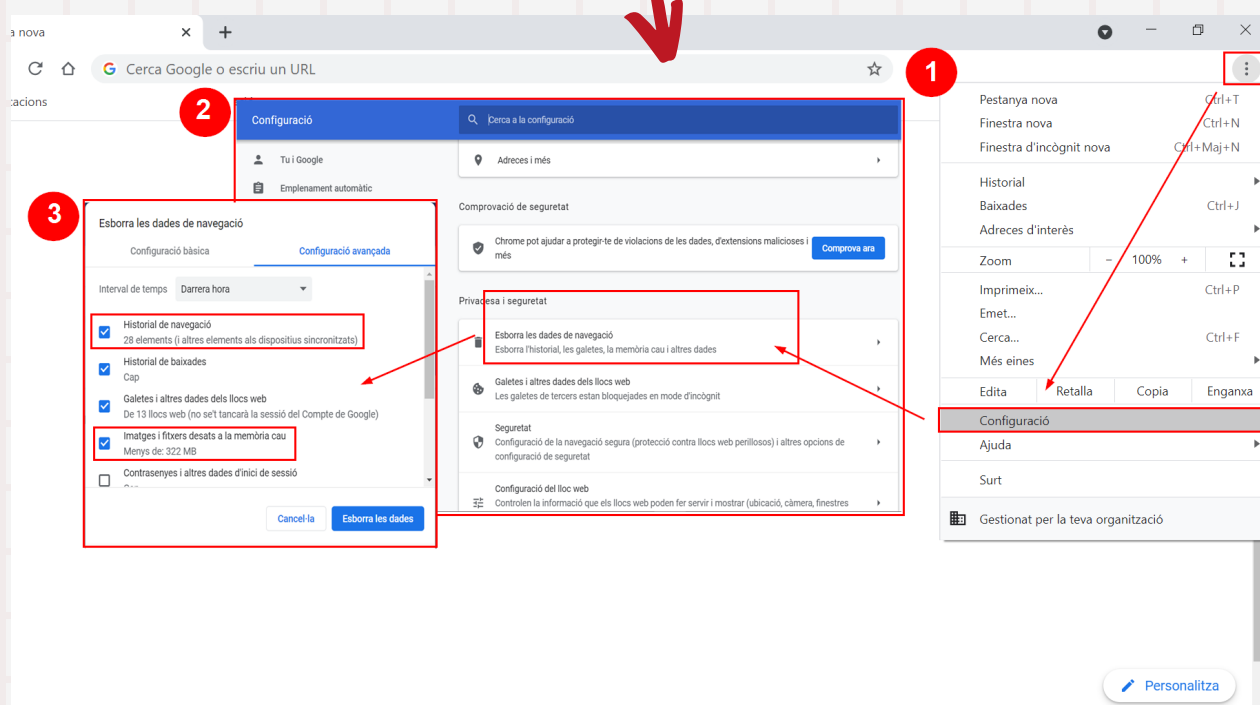 a nova
Cerca Google o escriu un URL
1
tacions
Pestanya nova Ctrl+T
Finestra nova Ctrl+N
Finestra d'incògnit nova Ctrl+Maj+N
Historial
Baixades Ctrl+J
Adreces d'interès
Zoom - 100% +
Imprimeix... Ctrl+P
Emet...
Cerca... Ctrl+F
Més eines
Edita Retalla Copia Enganxa
Configuració
Ajuda
Surt
Gestionat per la teva organització
2
Configuració
Cerca a la configuració
Tu i Google
Emplenament automàtic
Adreces i més
Comprovació de seguretat
Chrome pot ajudar a protegir-te de violacions de les dades, d'extensions malicioses i
més
Comprova ara
Privadesa i seguretat
Esborra les dades de navegació
Esborra l'historial, les galetes, la memòria cau i altres dades
Galetes i altres dades dels llocs web
Les galetes de tercers estan bloquejades en mode d'incògnit
Seguretat
Configuració de la navegació segura (protecció contra llocs web perillosos) i altres opcions de
configuració de seguretat
Configuració del lloc web
Controlen la informació que els llocs web poden fer servir i mostrar (ubicació, càmera, finestres
3
Esborra les dades de navegació
Configuració bàsica Configuració avançada
Interval de temps Darrera hora
Historial de navegació
28 elements (i altres elements als dispositius sincronitzats)
Historial de baixades
Cap
Galetes i altres dades dels llocs web
De 13 llocs web (no se't tancarà la sessió del Compte de Google)
Imatges i fitxers desats a la memòria cau
Menys de: 322 MB
Contrasenyes i altres dades d'inici de sessió
Cancel·la Esborra les dades
Personalitza